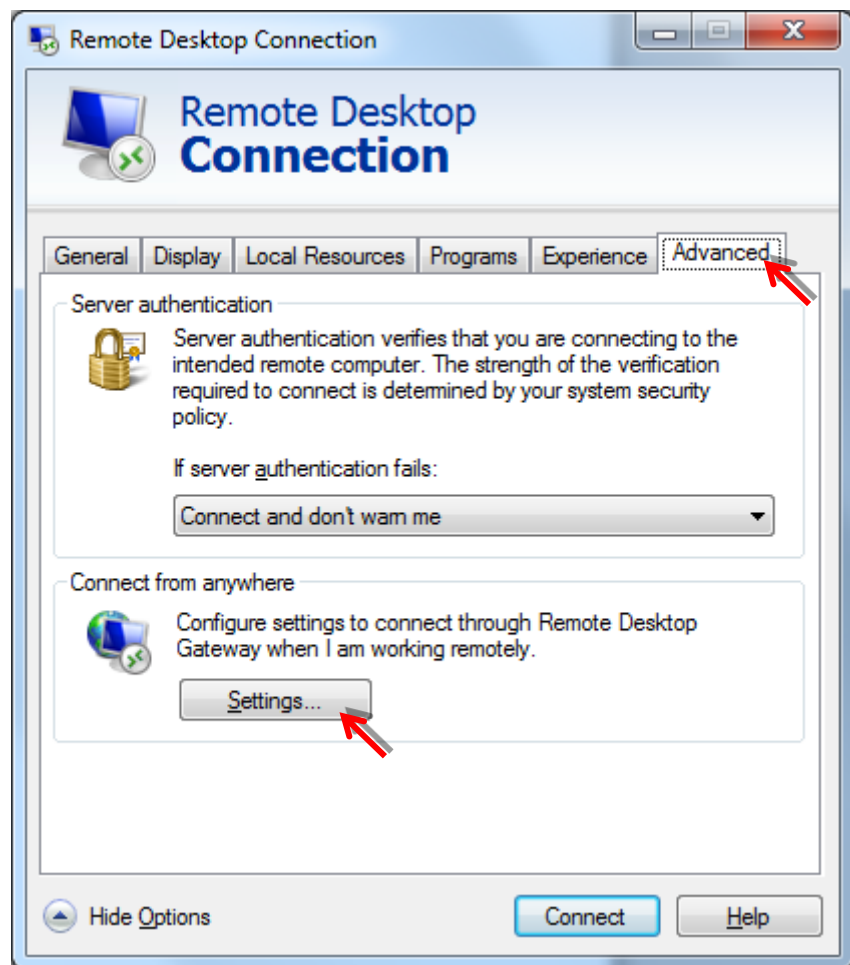 Remote Desktop Connection
Remote Desktop
Connection
General Display Local Resources Programs Experience Advanced
Server authentication
Server authentication verifies that you are connecting to the
intended remote computer. The strength of the verification
required to connect is determined by your system security
policy.
If server authentication fails:
Connect and don't warn me
Connect from anywhere
Configure settings to connect through Remote Desktop
Gateway when I am working remotely.
Settings...
Hide Options Connect Help